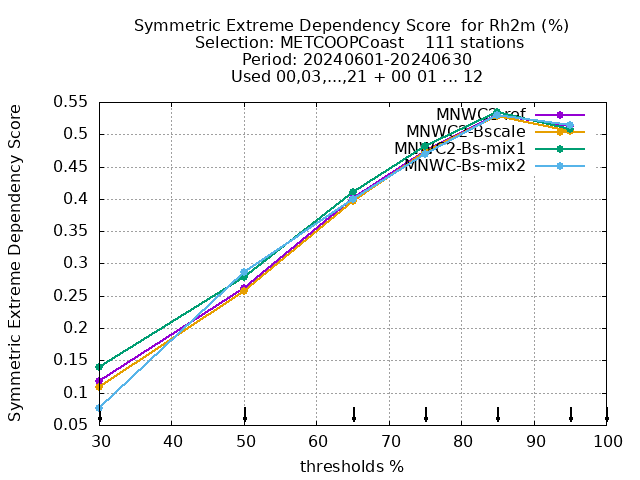 Symmetric Extreme Dependency Score  for Rh2m (%)
Selection: METCOOPCoast    111 stations
Period: 20240601-20240630
Used 00,03,...,21 + 00 01 ... 12
Symmetric Extreme Dependency Score
0.55
0.5
0.45
0.4
0.35
0.3
0.25
0.2
0.15
0.1
0.05
MNWC2-ref
MNWC2-Bscale
MNWC2-Bs-mix1
MNWC-Bs-mix2
30 40 50 60 70 80 90 100
thresholds %